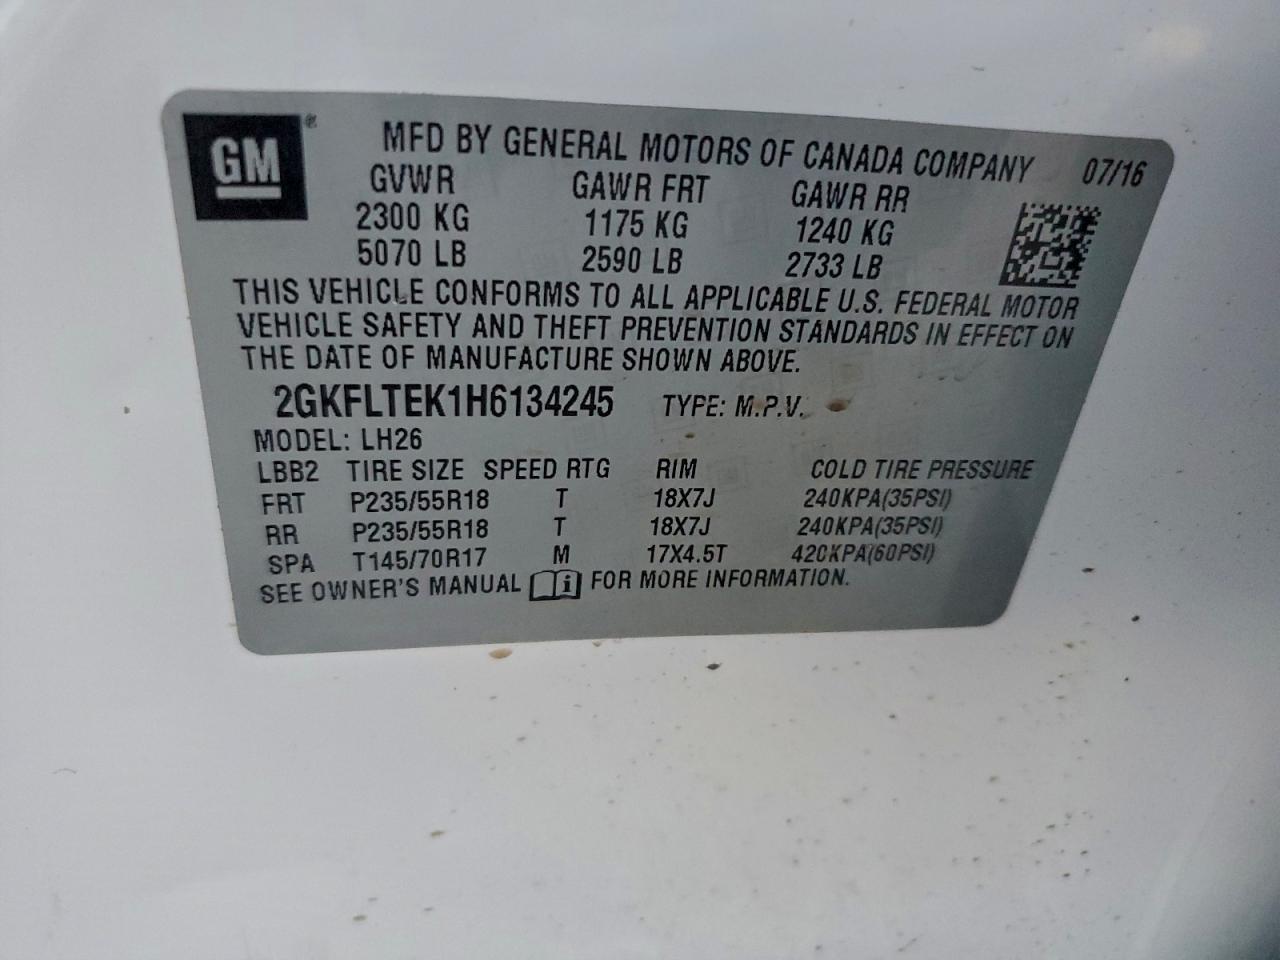 GM ®
MFD BY GENERAL MOTORS OF CANADA COMPANY 07/16
GVWR GAWR FRT GAWR RR
2300 KG 1175 KG 1240 KG
5070 LB 2590 LB 2733 LB
THIS VEHICLE CONFORMS TO ALL APPLICABLE U.S. FEDERAL MOTOR
VEHICLE SAFETY AND THEFT PREVENTION STANDARDS IN EFFECT ON
THE DATE OF MANUFACTURE SHOWN ABOVE.
2GKFLTEK1H6134245 TYPE: M.P.V.
MODEL: LH26
LBB2 TIRE SIZE SPEED RTG RIM COLD TIRE PRESSURE
FRT P235/55R18 T 18X7J 240KPA(35PSI)
RR P235/55R18 T 18X7J 240KPA(35PSI)
SPA T145/70R17 M 17X4.5T 420KPA(60PSI)
SEE OWNER'S MANUAL i FOR MORE INFORMATION.